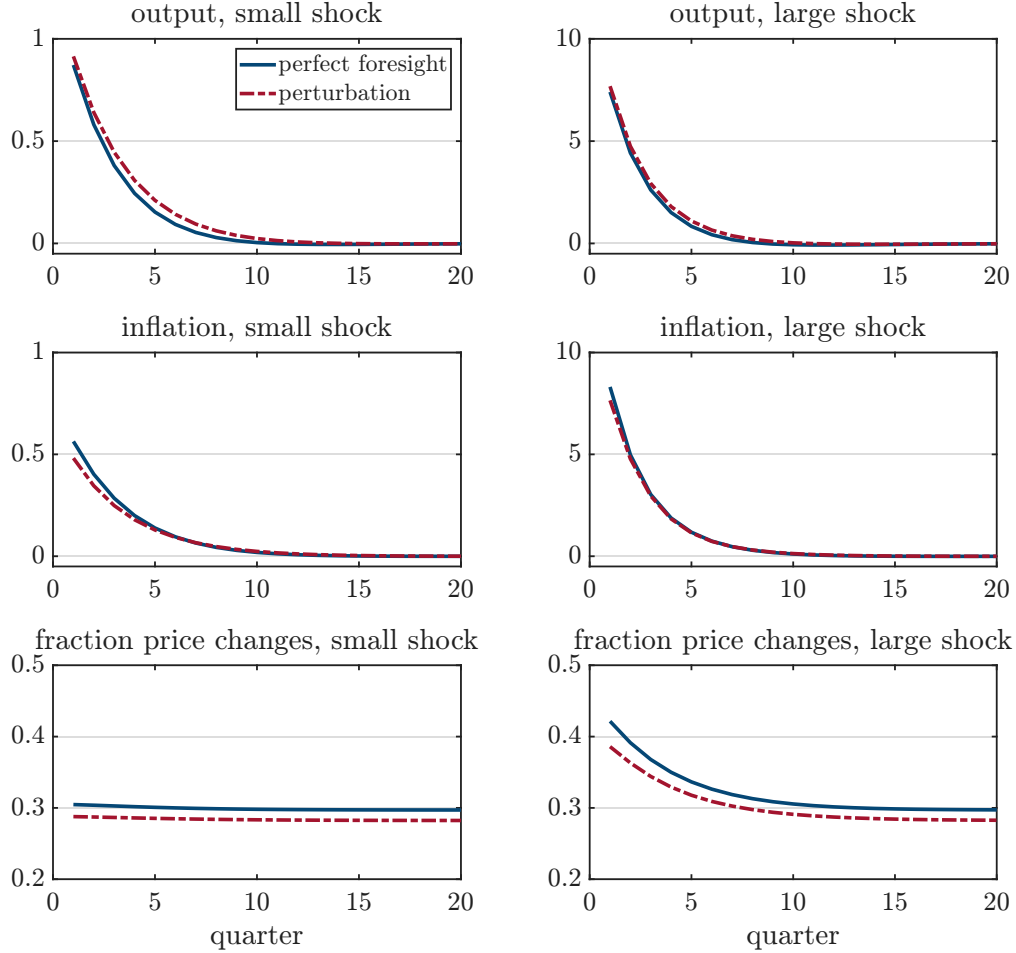 output, small shock
1
0.5
0
0 5 10 15 20
perfect foresight
perturbation
output, large shock
10
5
0
0 5 10 15 20
inflation, small shock
1
0.5
0
0 5 10 15 20
inflation, large shock
10
5
0
0 5 10 15 20
fraction price changes, small shock
0.5
0.4
0.3
0.2
0 5 10 15 20
quarter
fraction price changes, large shock
0.5
0.4
0.3
0.2
0 5 10 15 20
quarter